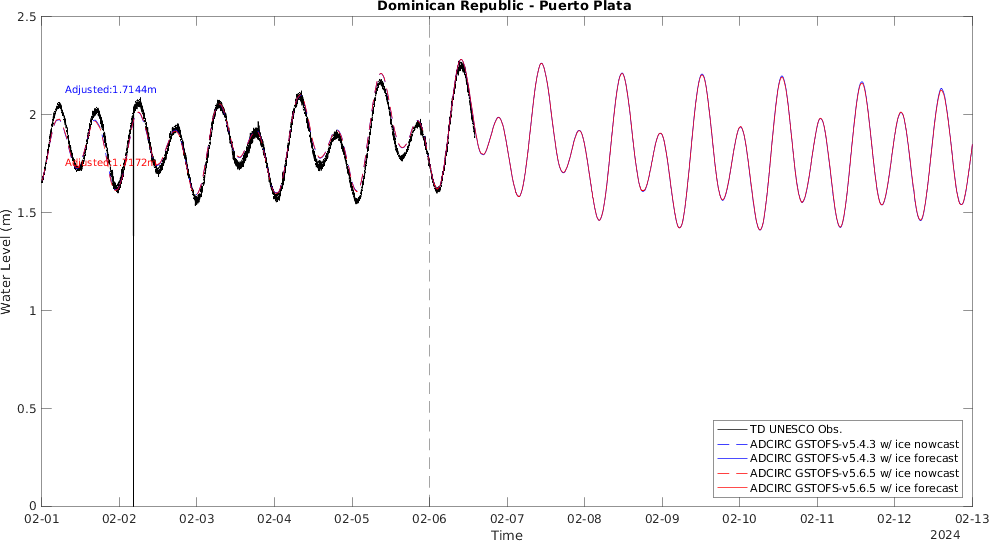 Dominican Republic - Puerto Plata
2.5
2
1.5
1
0.5
0
Water Level (m)
Adjusted:1.7144m
Adjusted:1.7172m
TD UNESCO Obs.
ADCIRC GSTOFS-v5.4.3 w/ ice nowcast
ADCIRC GSTOFS-v5.4.3 w/ ice forecast
ADCIRC GSTOFS-v5.6.5 w/ ice nowcast
ADCIRC GSTOFS-v5.6.5 w/ ice forecast
02-01 02-02 02-03 02-04 02-05 02-06 02-07 02-08 02-09 02-10 02-11 02-12 02-13
Time
2024